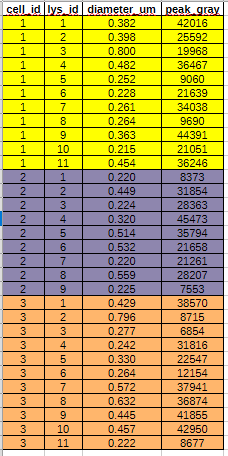 cell_id lys_id diameter_um peak_gray
1 1 0.382 42016
1 2 0.398 25592
1 3 0.800 19968
1 4 0.482 36467
1 5 0.252 9060
1 6 0.228 21639
1 7 0.261 34038
1 8 0.264 9690
1 9 0.363 44391
1 10 0.215 21051
1 11 0.454 36246
2 1 0.220 8373
2 2 0.449 31854
2 3 0.224 28363
2 4 0.320 45473
2 5 0.514 35794
2 6 0.532 21658
2 7 0.220 21261
2 8 0.559 28207
2 9 0.225 7553
3 1 0.429 38570
3 2 0.796 8715
3 3 0.277 6854
3 4 0.242 31816
3 5 0.330 22547
3 6 0.264 12154
3 7 0.572 37941
3 8 0.632 36874
3 9 0.445 41855
3 10 0.457 42950
3 11 0.222 8677